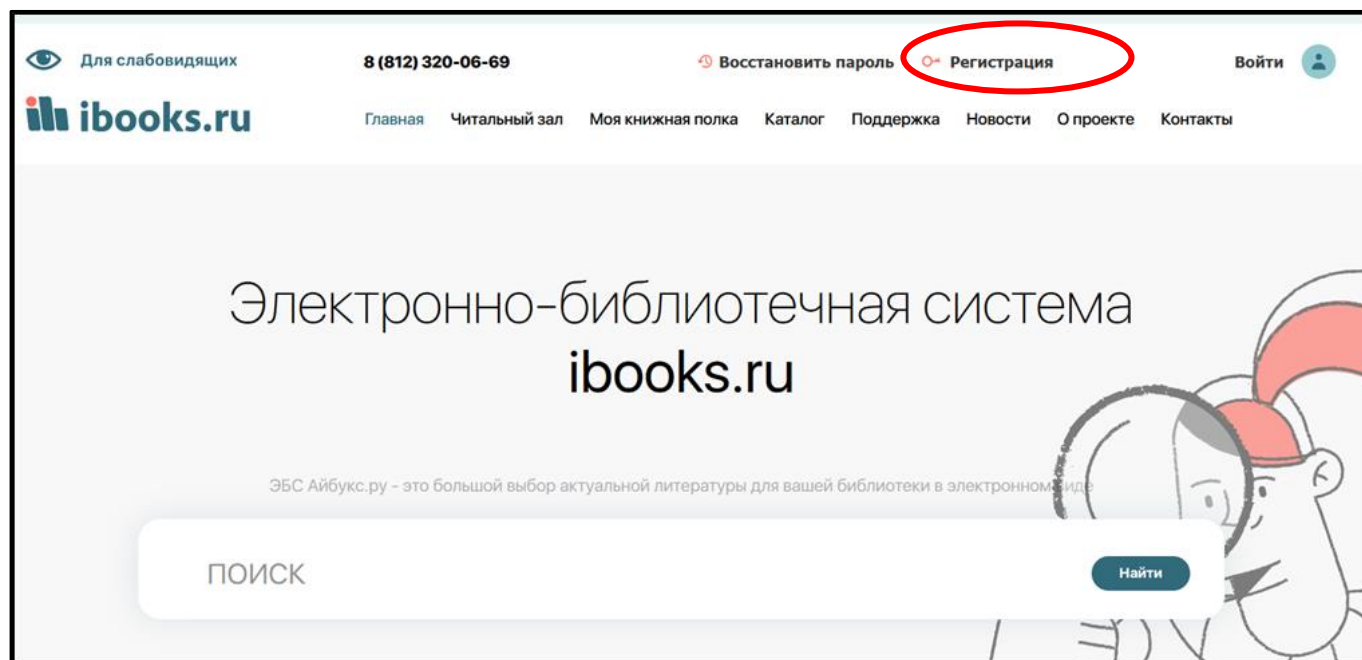 Для слабовидящих
8 (812) 320-06-69
Восстановить пароль
Регистрация
Войти
ibooks.ru
Главная Читальный зал Моя книжная полка Каталог Поддержка Новости О проекте Контакты
Электронно-библиотечная система
ibooks.ru
ЭБС Айбукс.ру - это большой выбор актуальной литературы для вашей библиотеки в электронном виде
ПОИСК
Найти